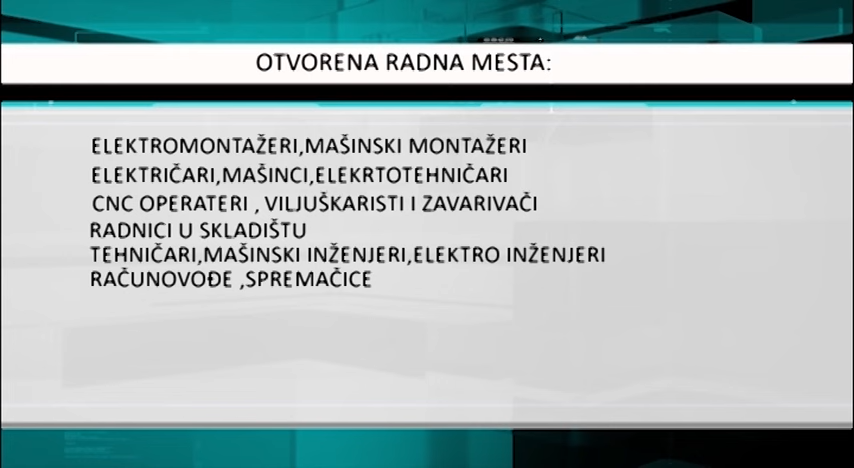 OTVORENA RADNA MESTA:
ELEKTROMONTAŽERI,MAŠINSKI MONTAŽERI
ELEKTRIČARI,MAŠINCI,ELEKRTOTEHNIČARI
CNC OPERATERI , VILJUŠKARISTI I ZAVARIVAČI
RADNICI U SKLADIŠTU
TEHNIČARI,MAŠINSKI INŽENJERI,ELEKTRO INŽENJERI
RAČUNOVOĐE ,SPREMAČICE